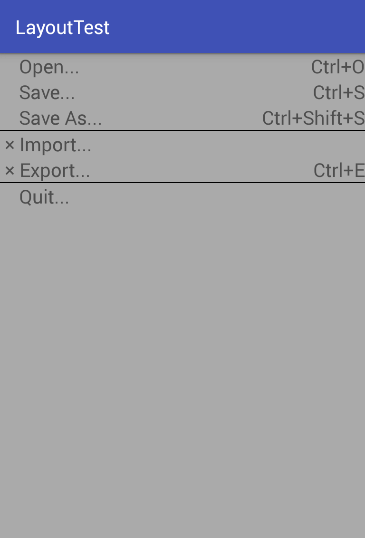 LayoutTest
Open... Ctrl+O
Save... Ctrl+S
Save As... Ctrl+Shift+S
× Import...
× Export... Ctrl+E
Quit...